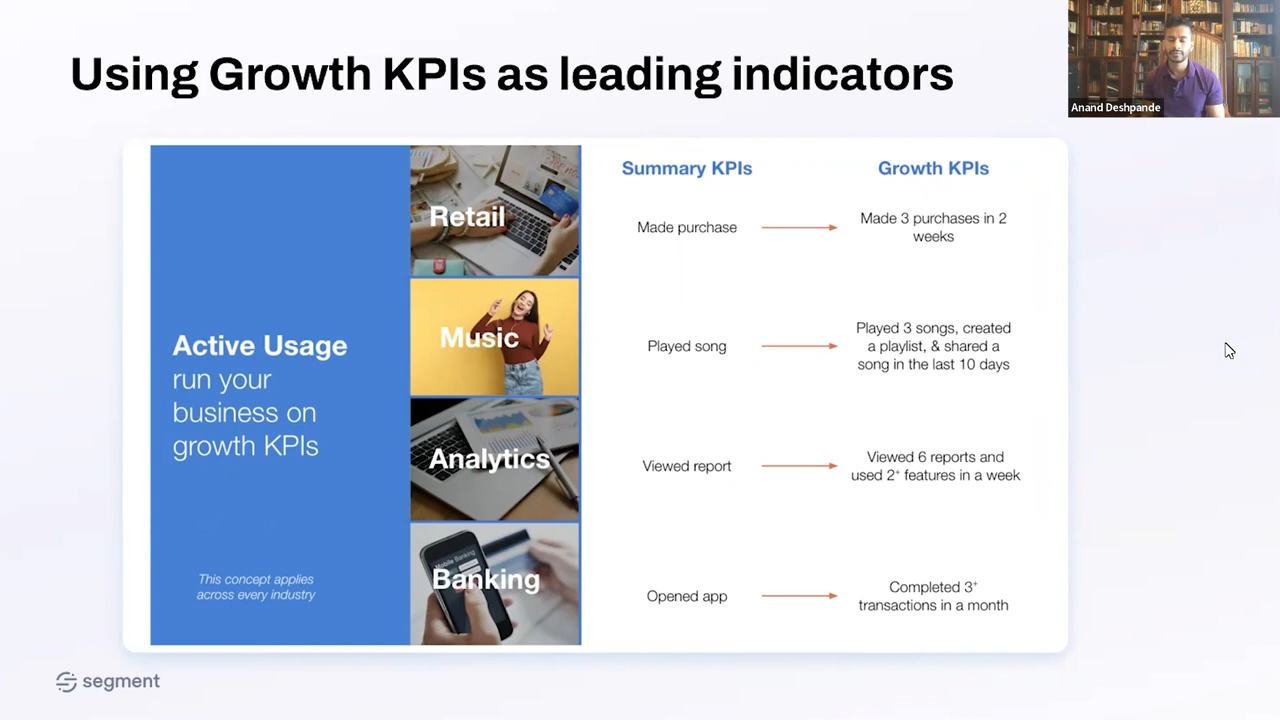 Using Growth KPIs as leading indicators
Anand Deshpande
Active Usage
run your
business on
growth KPIs
This concept applies
across every industry
Retail
Music
Analytics
Mobile Banking
Banking
Summary KPIs
Growth KPIs
Made purchase
Made 3 purchases in 2
weeks
Played song
Played 3 songs, created
a playlist, & shared a
song in the last 10 days
Viewed report
Viewed 6 reports and
used 2⁺ features in a week
Opened app
Completed 3⁺
transactions in a month
segment